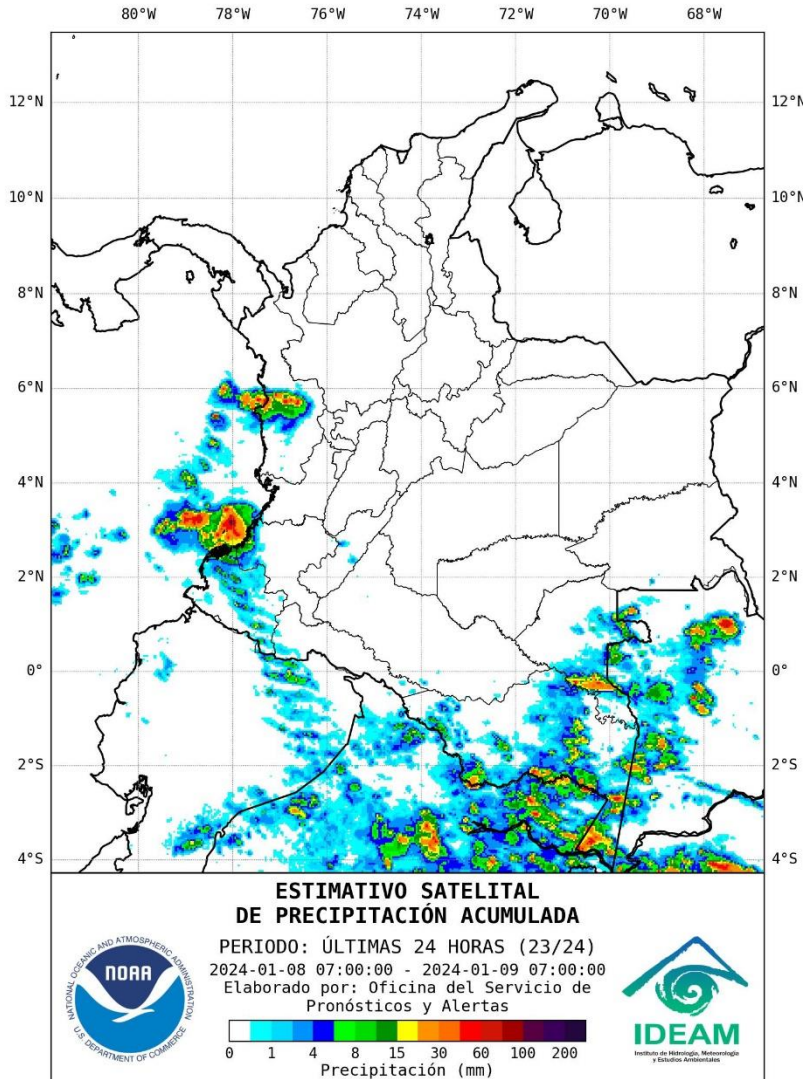 80°W 78°W 76°W 74°W 72°W 70°W 68°W
12°N 12°N
10°N 10°N
8°N 8°N
6°N 6°N
4°N 4°N
2°N 2°N
0° 0°
2°S 2°S
4°S 4°S
ESTIMATIVO SATELITAL
DE PRECIPITACIÓN ACUMULADA
PERIODO: ÚLTIMAS 24 HORAS (23/24)
2024-01-08 07:00:00 - 2024-01-09 07:00:00
Elaborado por: Oficina del Servicio de
Pronósticos y Alertas
0 1 4 8 15 30 60 100 200
Precipitación (mm)
NATIONAL OCEANIC AND ATMOSPHERIC ADMINISTRATION
NOAA
U.S. DEPARTMENT OF COMMERCE
IDEAM
Instituto de Hidrología, Meteorología
y Estudios Ambientales